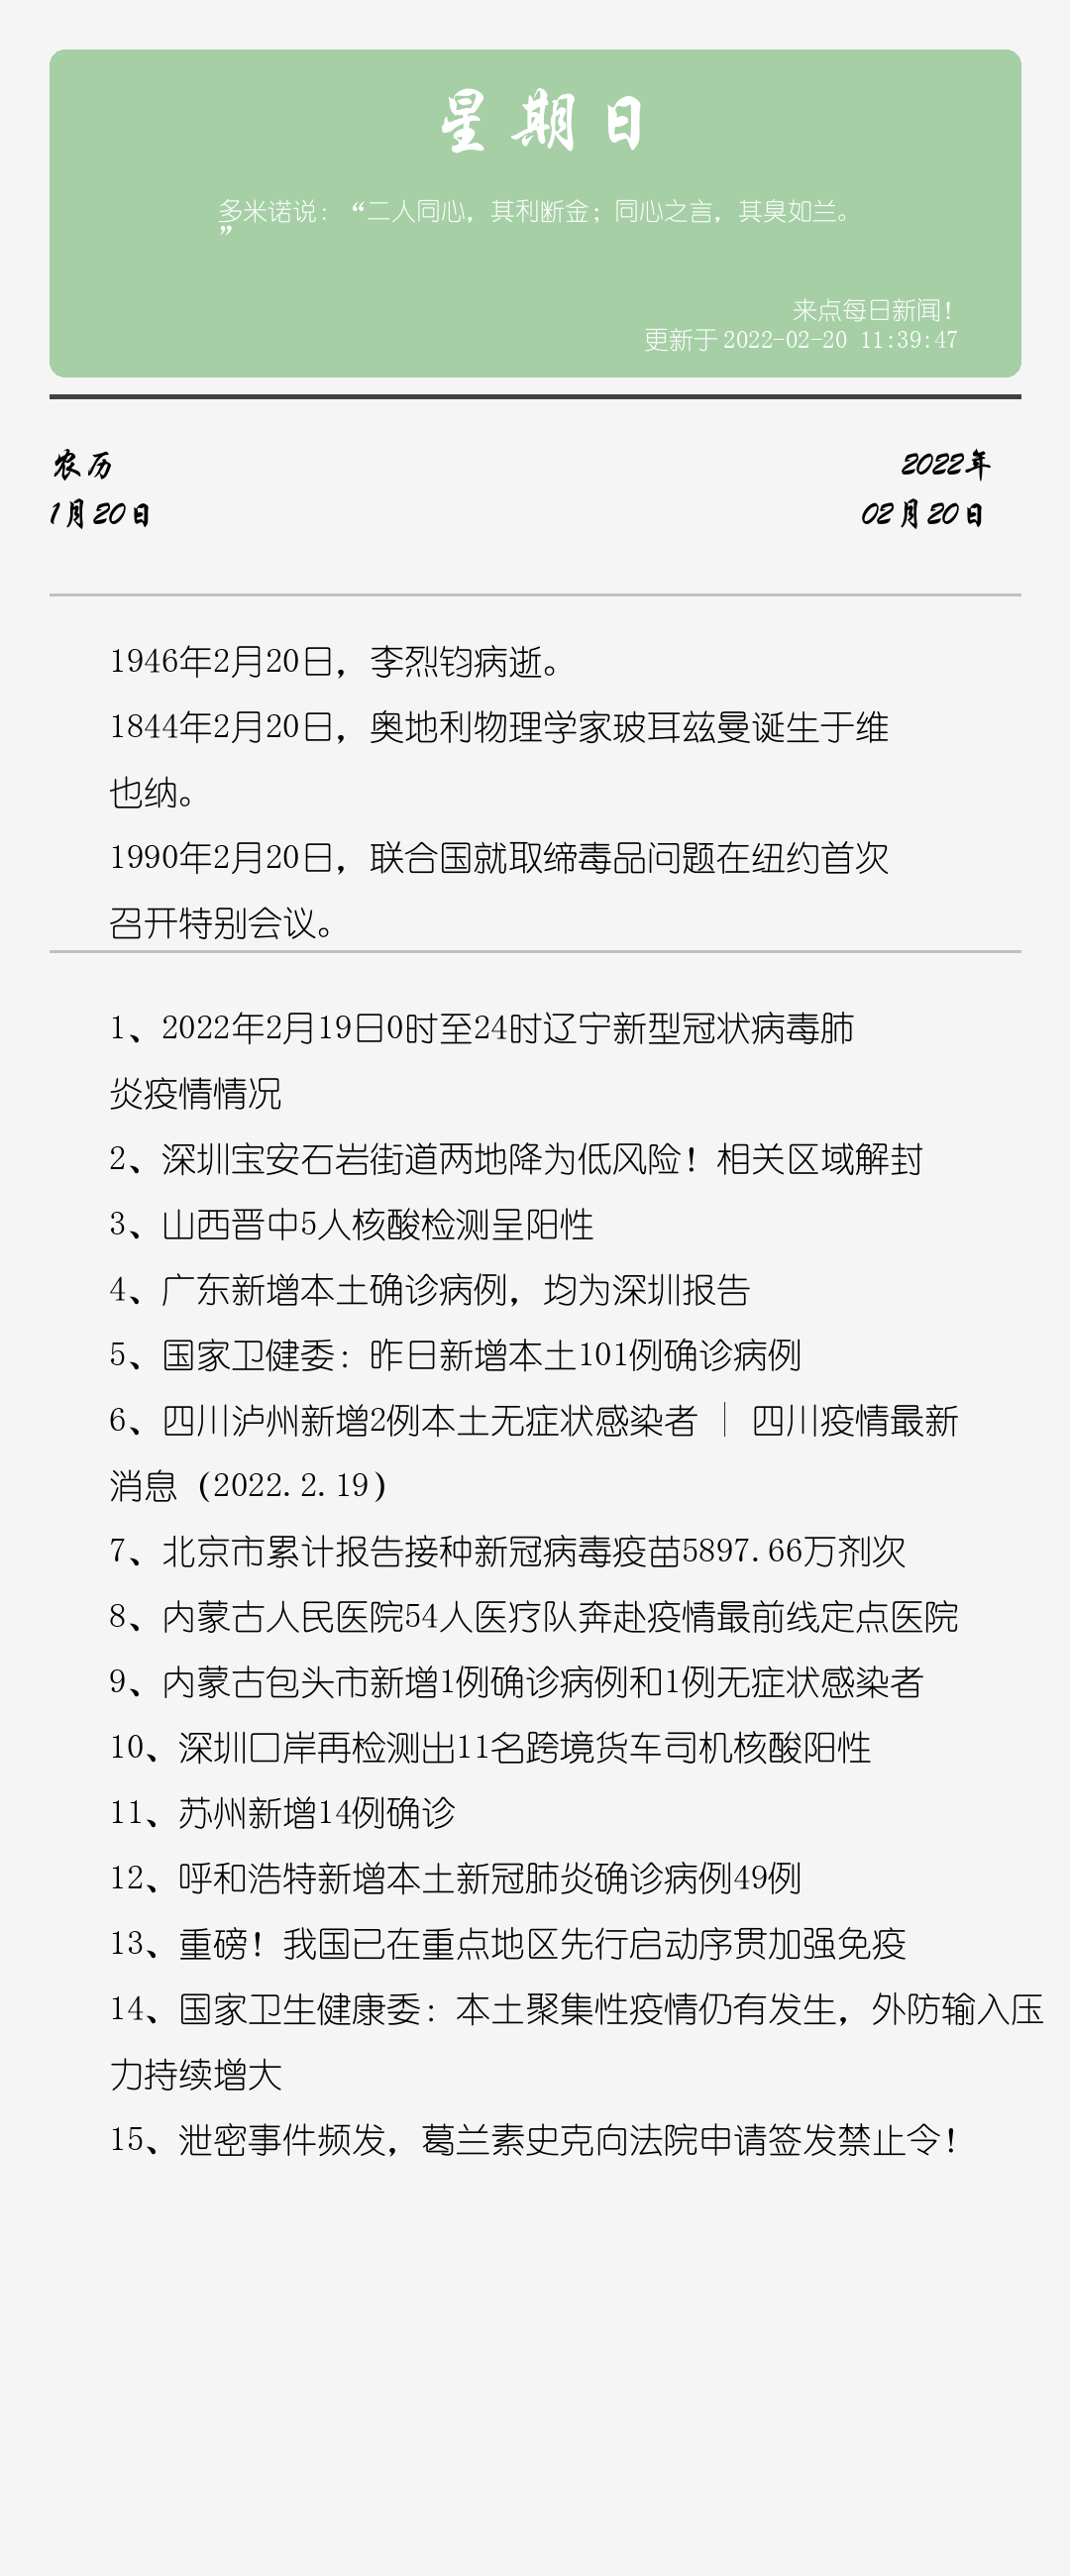 星期日
多米诺说：“二人同心，其利断金；同心之言，其臭如兰。
”
来点每日新闻！
更新于 2022-02-20 11:39:47
农历
1月20日
2022年
02月20日
1946年2月20日，李烈钧病逝。
1844年2月20日，奥地利物理学家玻耳兹曼诞生于维
也纳。
1990年2月20日，联合国就取缔毒品问题在纽约首次
召开特别会议。
1、2022年2月19日0时至24时辽宁新型冠状病毒肺
炎疫情情况
2、深圳宝安石岩街道两地降为低风险！相关区域解封
3、山西晋中5人核酸检测呈阳性
4、广东新增本土确诊病例，均为深圳报告
5、国家卫健委：昨日新增本土101例确诊病例
6、四川泸州新增2例本土无症状感染者 | 四川疫情最新
消息（2022.2.19）
7、北京市累计报告接种新冠病毒疫苗5897.66万剂次
8、内蒙古人民医院54人医疗队奔赴疫情最前线定点医院
9、内蒙古包头市新增1例确诊病例和1例无症状感染者
10、深圳口岸再检测出11名跨境货车司机核酸阳性
11、苏州新增14例确诊
12、呼和浩特新增本土新冠肺炎确诊病例49例
13、重磅！我国已在重点地区先行启动序贯加强免疫
14、国家卫生健康委：本土聚集性疫情仍有发生，外防输入压
力持续增大
15、泄密事件频发，葛兰素史克向法院申请签发禁止令！